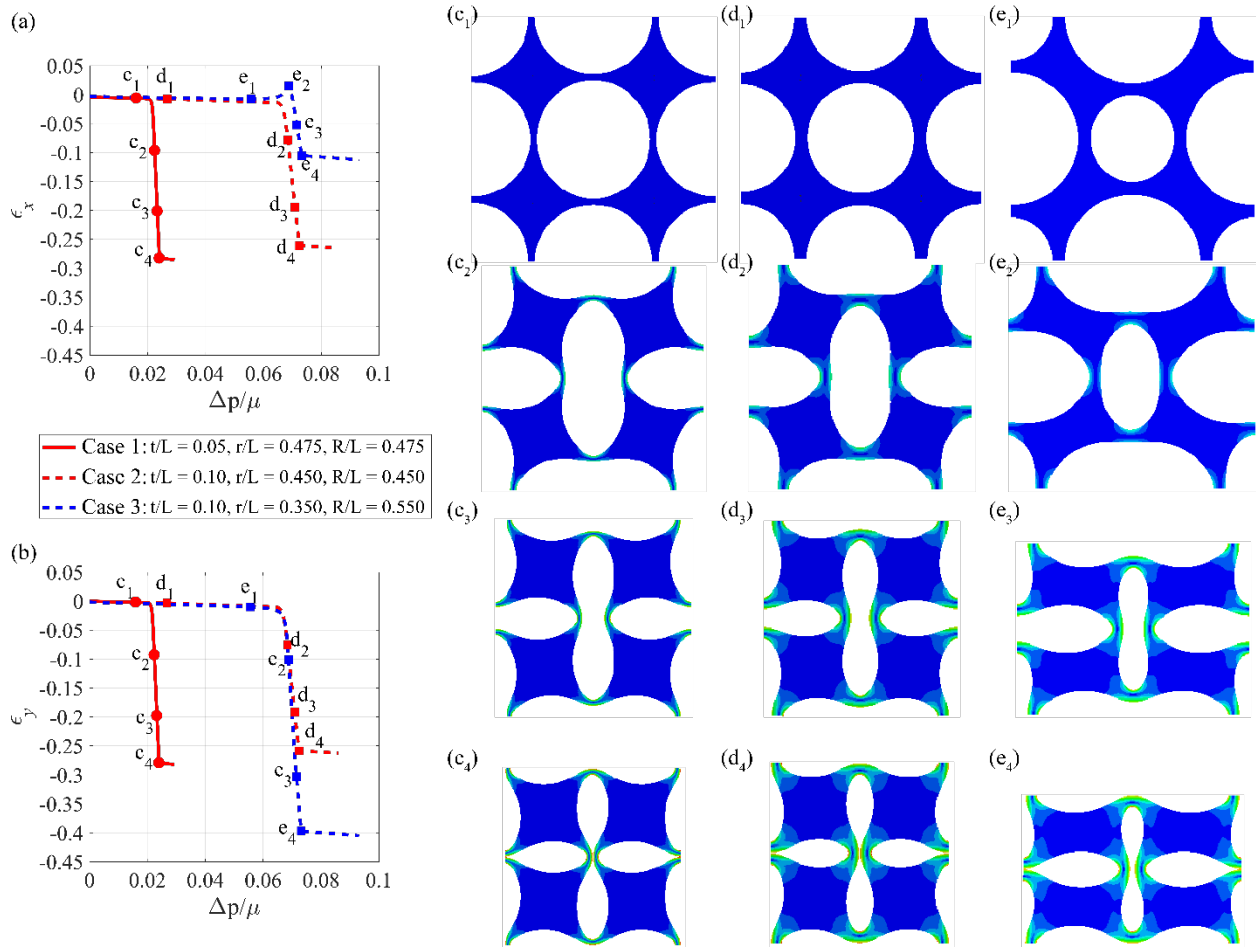 (a)
0.05
0
-0.05
-0.1
-0.15
-0.2
-0.25
-0.3
-0.35
-0.4
-0.45
ϵx
0 0.02 0.04 0.06 0.08 0.1
Δp/μ
c1 d1 e1 e2
c2 d2 c3
c3 d3 e4
c4 d4
Case 1: t/L = 0.05, r/L = 0.475, R/L = 0.475
Case 2: t/L = 0.10, r/L = 0.450, R/L = 0.450
Case 3: t/L = 0.10, r/L = 0.350, R/L = 0.550
(b)
0.05
0
-0.05
-0.1
-0.15
-0.2
-0.25
-0.3
-0.35
-0.4
-0.45
ϵy
0 0.02 0.04 0.06 0.08 0.1
Δp/μ
c1 d1 e1
c2 d2
c2
c3 d3
c4 d4
c3
e4
(c1) (d1) (e1)
(c2) (d2) (e2)
(c3) (d3) (e3)
(c4) (d4) (e4)